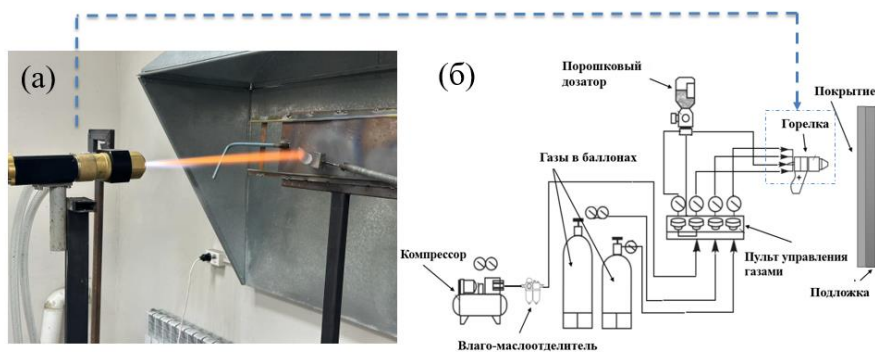 (а)
(б)
Порошковый
дозатор
Покрытие
Горелка
Газы в баллонах
Компрессор
Пульт управления
газами
Подложка
Влаго-маслоотделитель